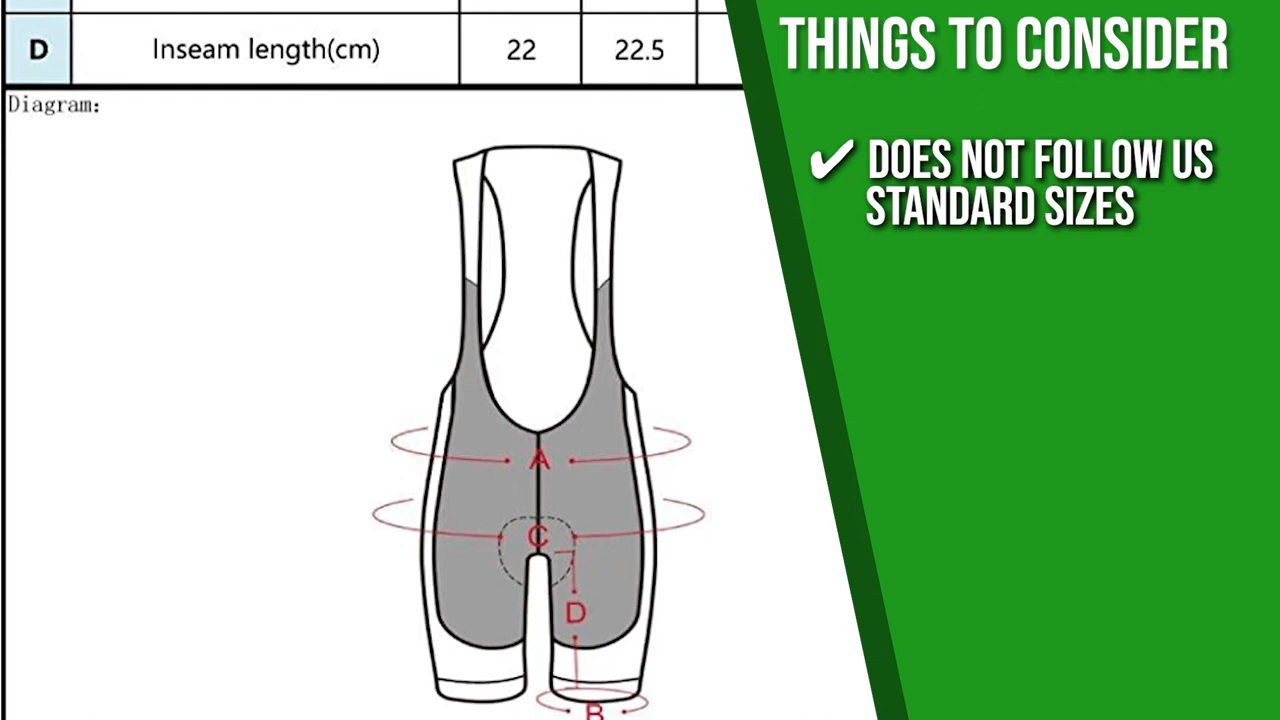 D Inseam length(cm) 22 22.5
Diagram:
A
C
D
B
THINGS TO CONSIDER
✔ DOES NOT FOLLOW US
STANDARD SIZES